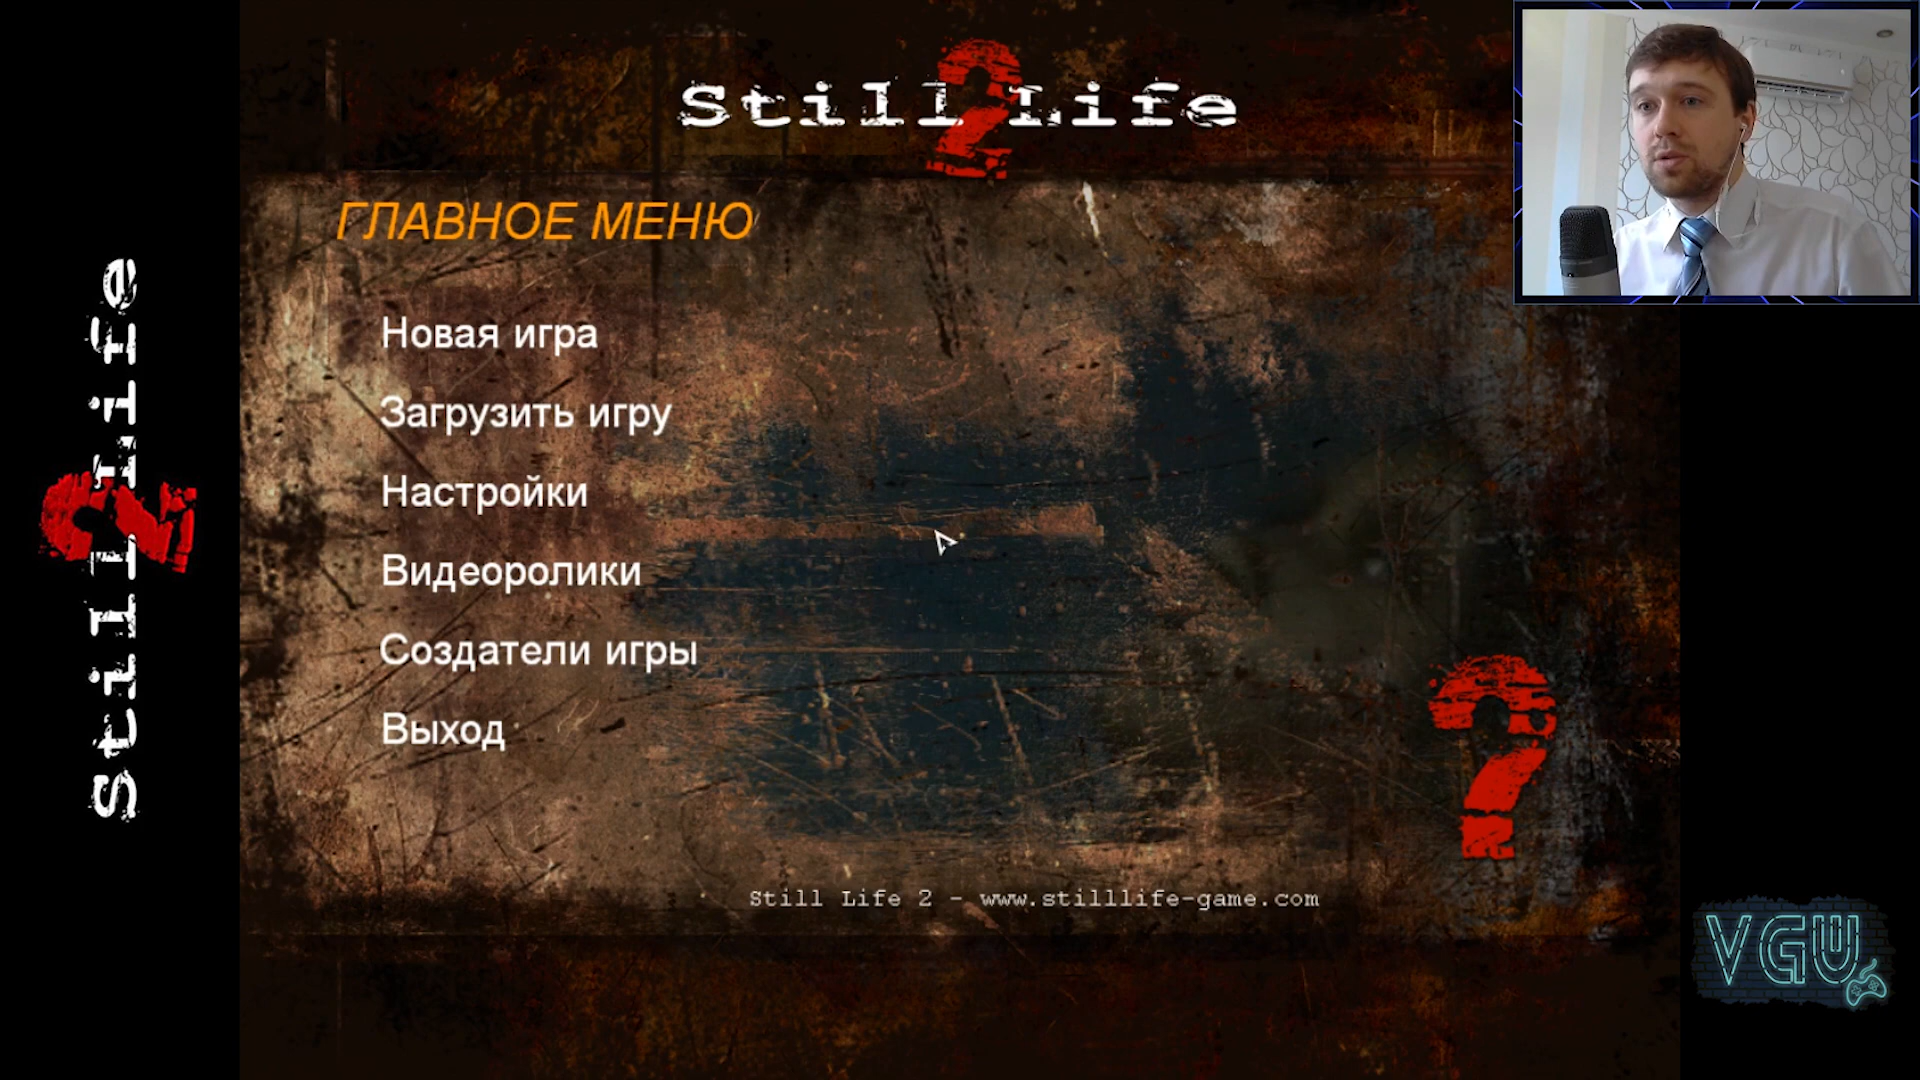 Still 2 Life
ГЛАВНОЕ МЕНЮ
Новая игра
Загрузить игру
Настройки
Видеоролики
Создатели игры
Выход
Still Life 2 - www.stilllife-game.com
Still 2 Life
VGU